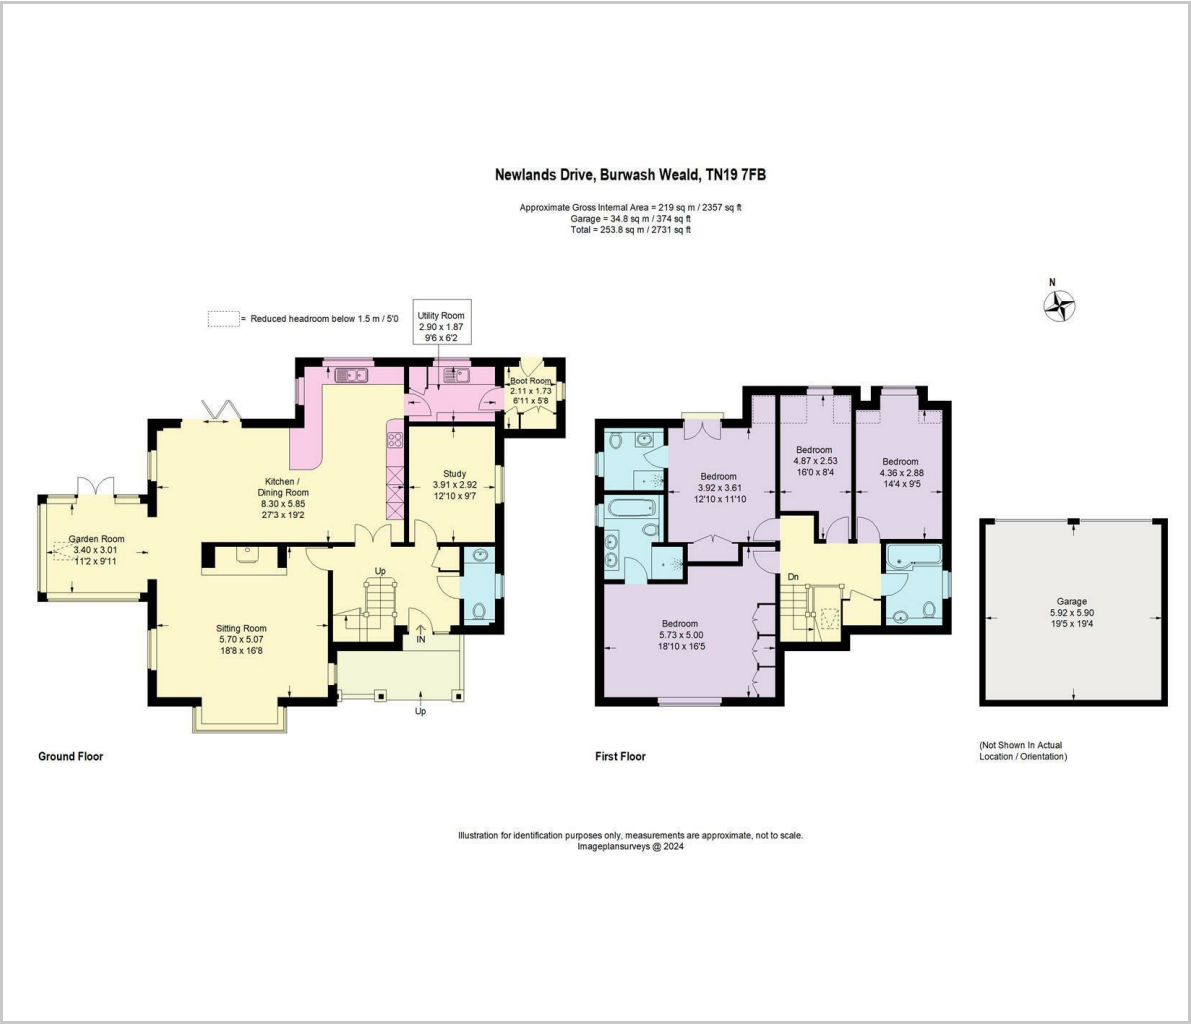 Newlands Drive, Burwash Weald, TN19 7FB
Approximate Gross Internal Area = 219 sq m / 2357 sq ft
Garage = 34.8 sq m / 374 sq ft
Total = 253.8 sq m / 2731 sq ft
N
= Reduced headroom below 1.5 m / 5'0
Utility Room
2.90 x 1.87
9'6 x 6'2
Boot Room
2.11 x 1.73
6'11 x 5'8
Kitchen /
Dining Room
8.30 x 5.85
27'3 x 19'2
Study
3.91 x 2.92
12'10 x 9'7
Garden Room
3.40 x 3.01
11'2 x 9'11
Sitting Room
5.70 x 5.07
18'8 x 16'8
Up
IN
Up
Ground Floor
Bedroom
3.92 x 3.61
12'10 x 11'10
Bedroom
4.87 x 2.53
16'0 x 8'4
Bedroom
4.36 x 2.88
14'4 x 9'5
Dn
Bedroom
5.73 x 5.00
18'10 x 16'5
First Floor
Garage
5.92 x 5.90
19'5 x 19'4
(Not Shown In Actual
Location / Orientation)
Illustration for identification purposes only, measurements are approximate, not to scale.
Imageplansurveys @ 2024